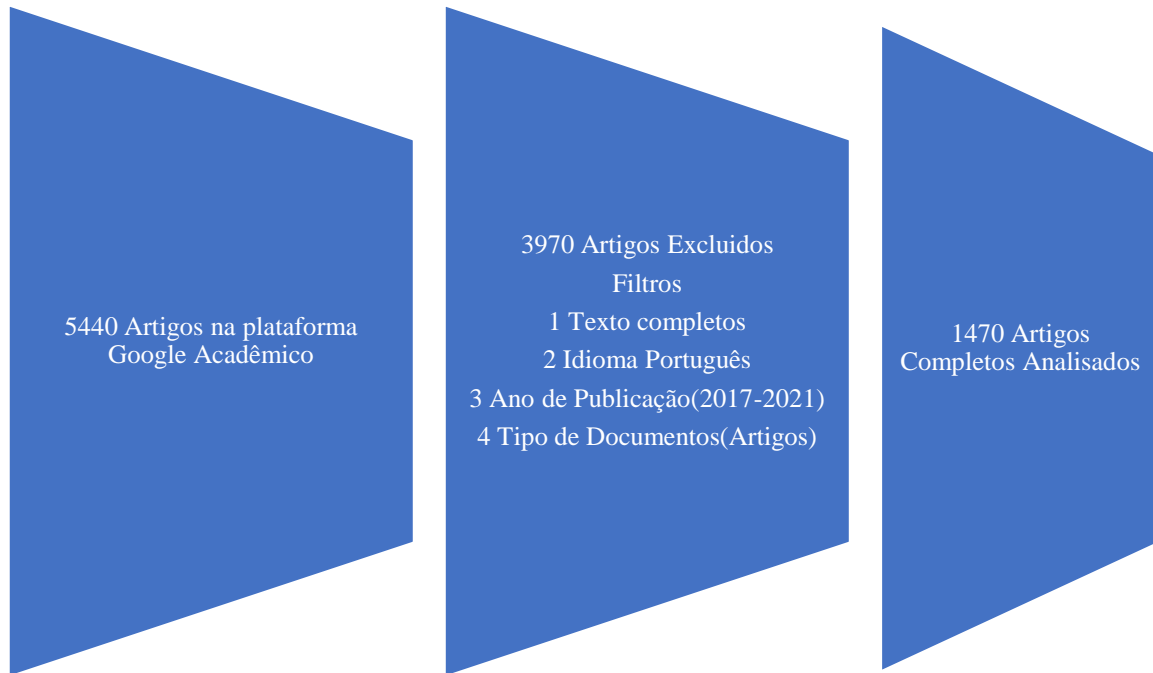 5440 Artigos na plataforma
Google Acadêmico
3970 Artigos Excluidos
Filtros
1 Texto completos
2 Idioma Português
3 Ano de Publicação(2017-2021)
4 Tipo de Documentos(Artigos)
1470 Artigos
Completos Analisados